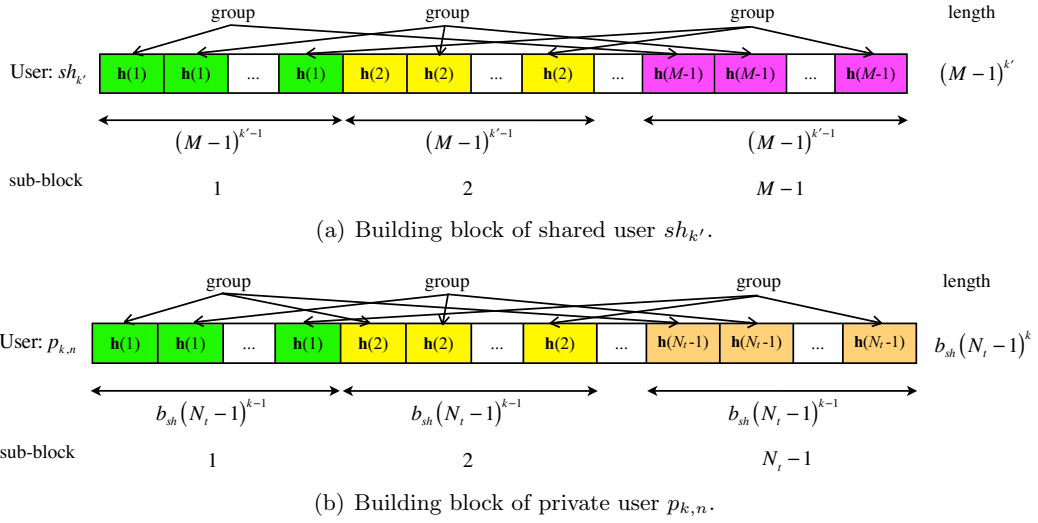 group group group length
User: sh_{k'} h(1) h(1) ... h(1) h(2) h(2) ... h(2) ... h(M-1) h(M-1) ... h(M-1) (M−1)^{k'}
(M−1)^{k'−1} (M−1)^{k'−1} (M−1)^{k'−1}
sub-block 1 2 M−1
(a) Building block of shared user sh_{k'}.
group group group length
User: p_{k,n} h(1) h(1) ... h(1) h(2) h(2) ... h(2) ... h(N_t-1) h(N_t-1) ... h(N_t-1) b_{sh}(N_t−1)^k
b_{sh}(N_t−1)^{k−1} b_{sh}(N_t−1)^{k−1} b_{sh}(N_t−1)^{k−1}
sub-block 1 2 N_t−1
(b) Building block of private user p_{k,n}.